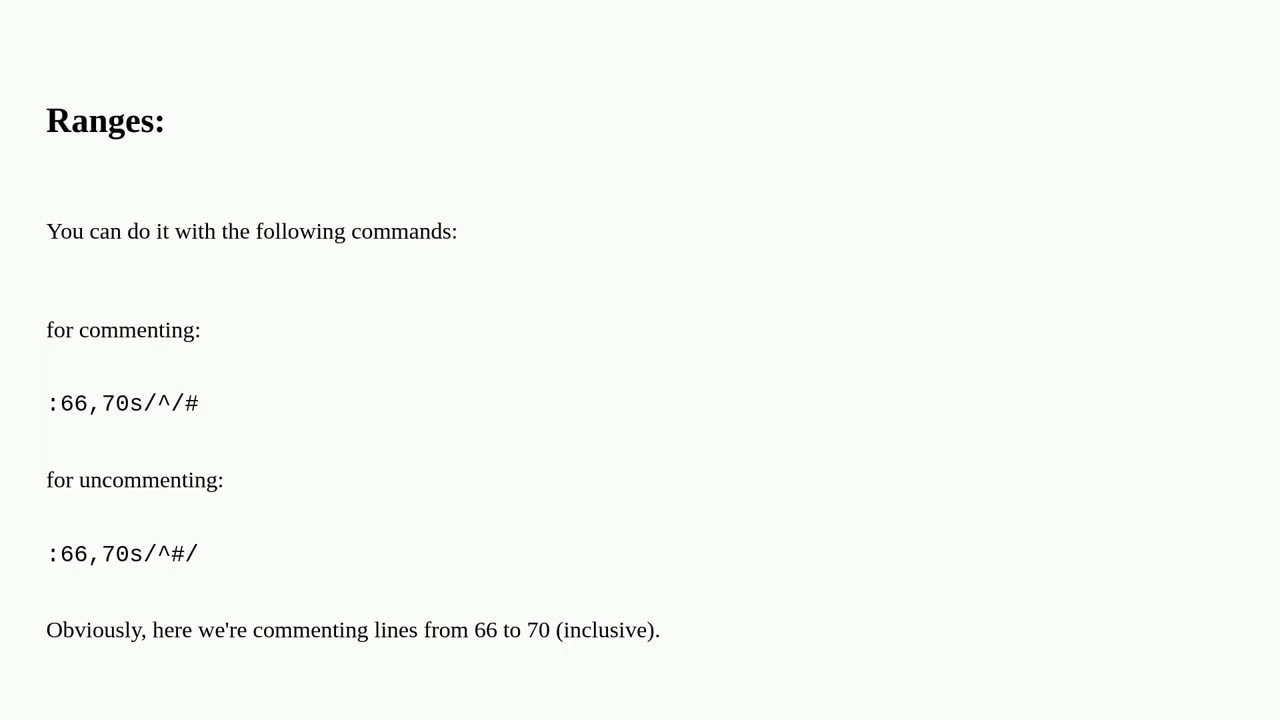 Ranges:
You can do it with the following commands:
for commenting:
:66,70s/^/#
for uncommenting:
:66,70s/^#/
Obviously, here we're commenting lines from 66 to 70 (inclusive).